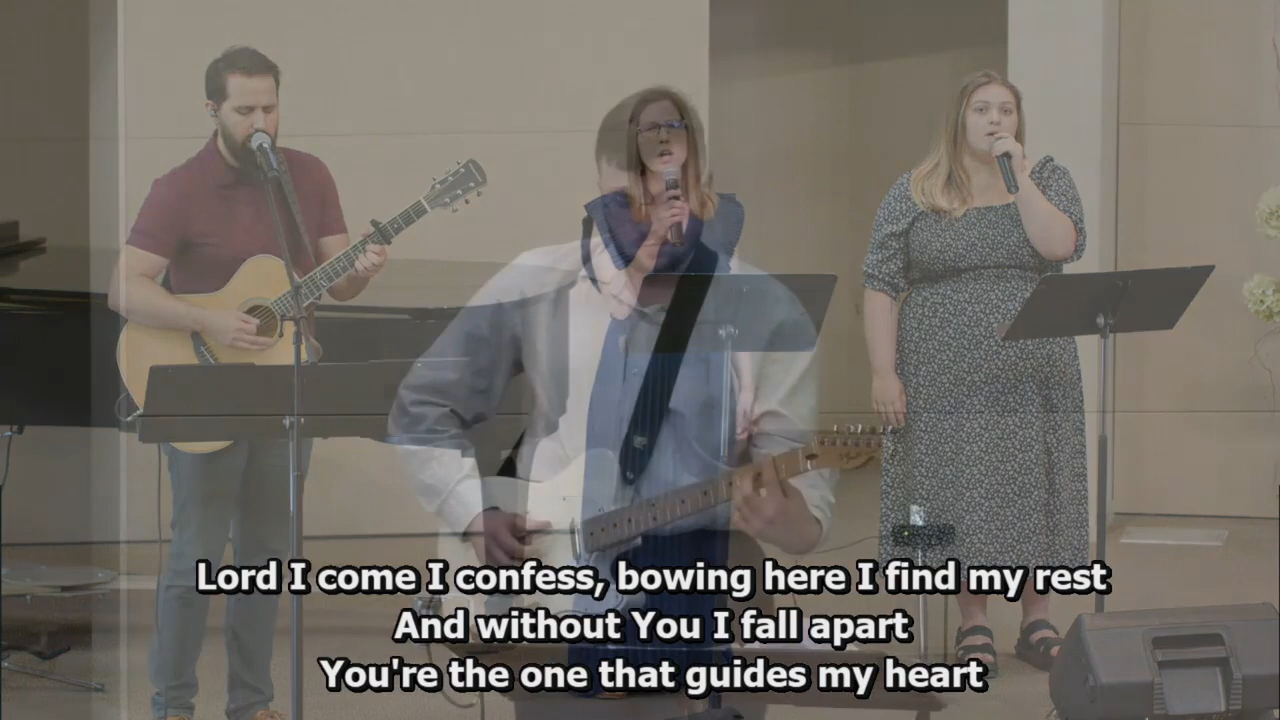 Lord I come I confess, bowing here I find my rest
And without You I fall apart
You're the one that guides my heart